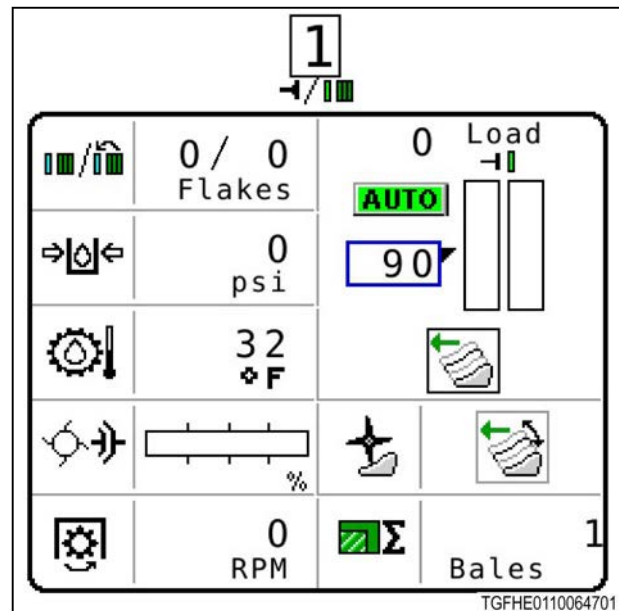 1
0/ 0
Flakes
0 Load
AUTO
90
0
psi
32
°F
%
0
RPM
Σ
1
Bales
TGFHE0110064701